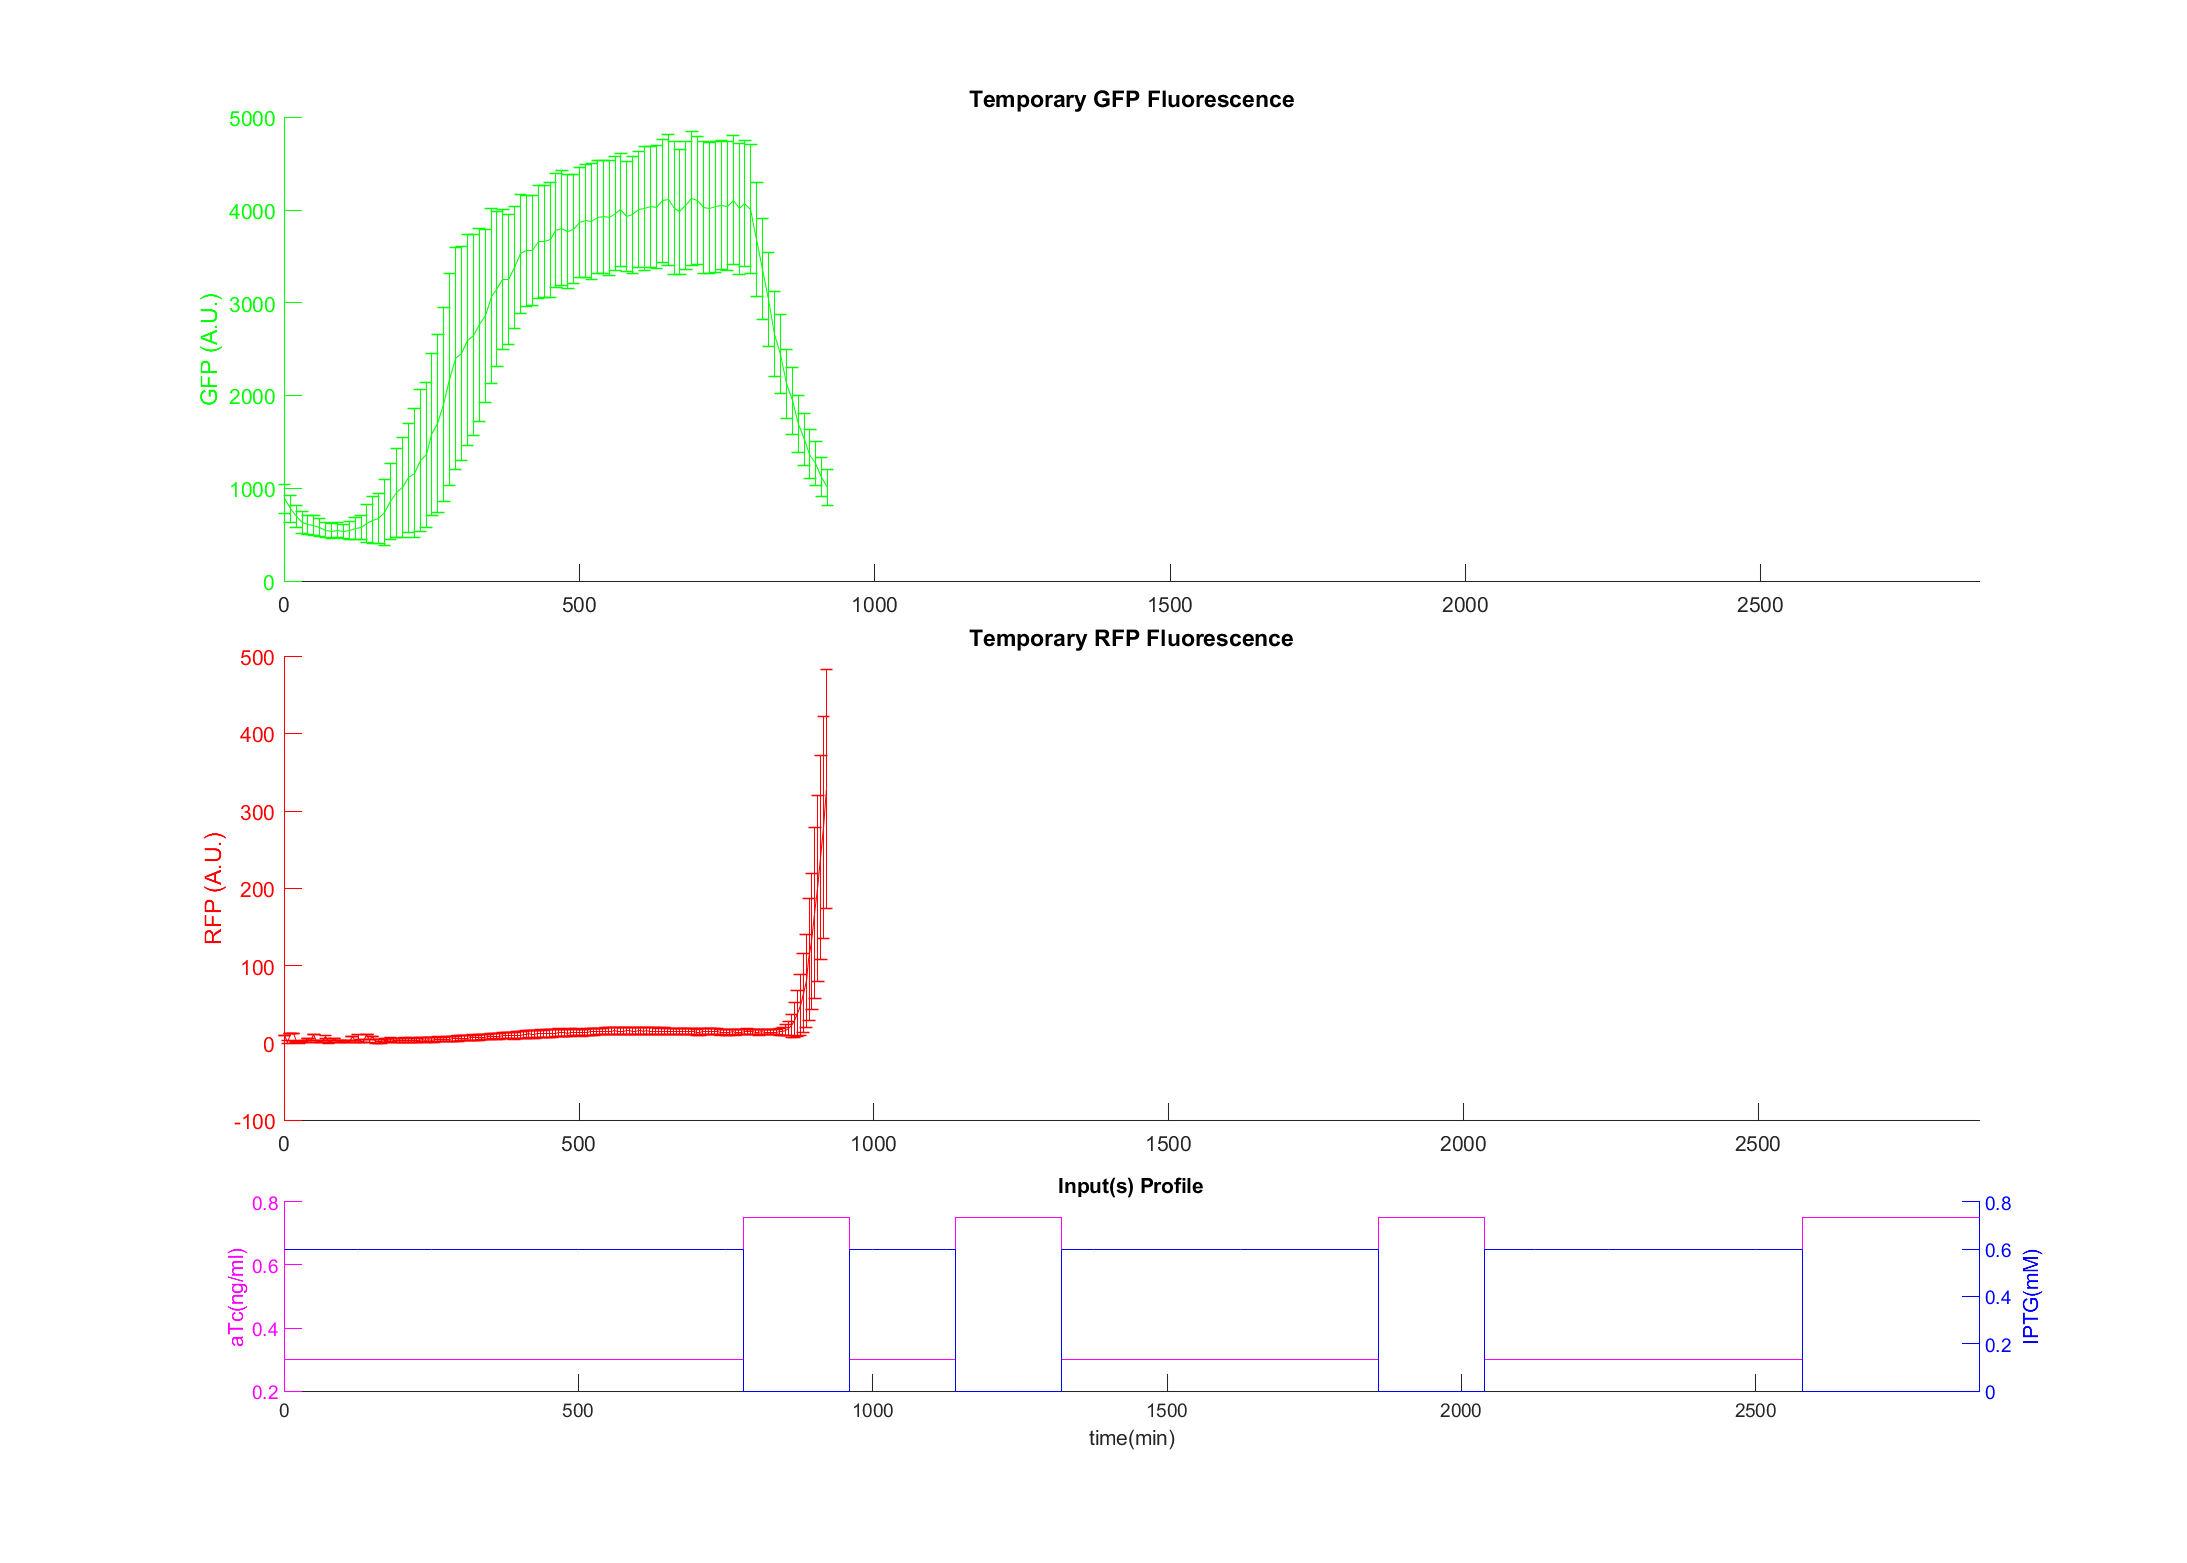 Temporary GFP Fluorescence
5000
4000
3000
2000
1000
0
GFP (A.U.)
0 500 1000 1500 2000 2500
Temporary RFP Fluorescence
500
400
300
200
100
0
-100
RFP (A.U.)
0 500 1000 1500 2000 2500
Input(s) Profile
0.8
0.6
0.4
0.2
aTc(ng/ml)
0.8
0.6
0.4
0.2
0
IPTG(mM)
0 500 1000 1500 2000 2500
time(min)